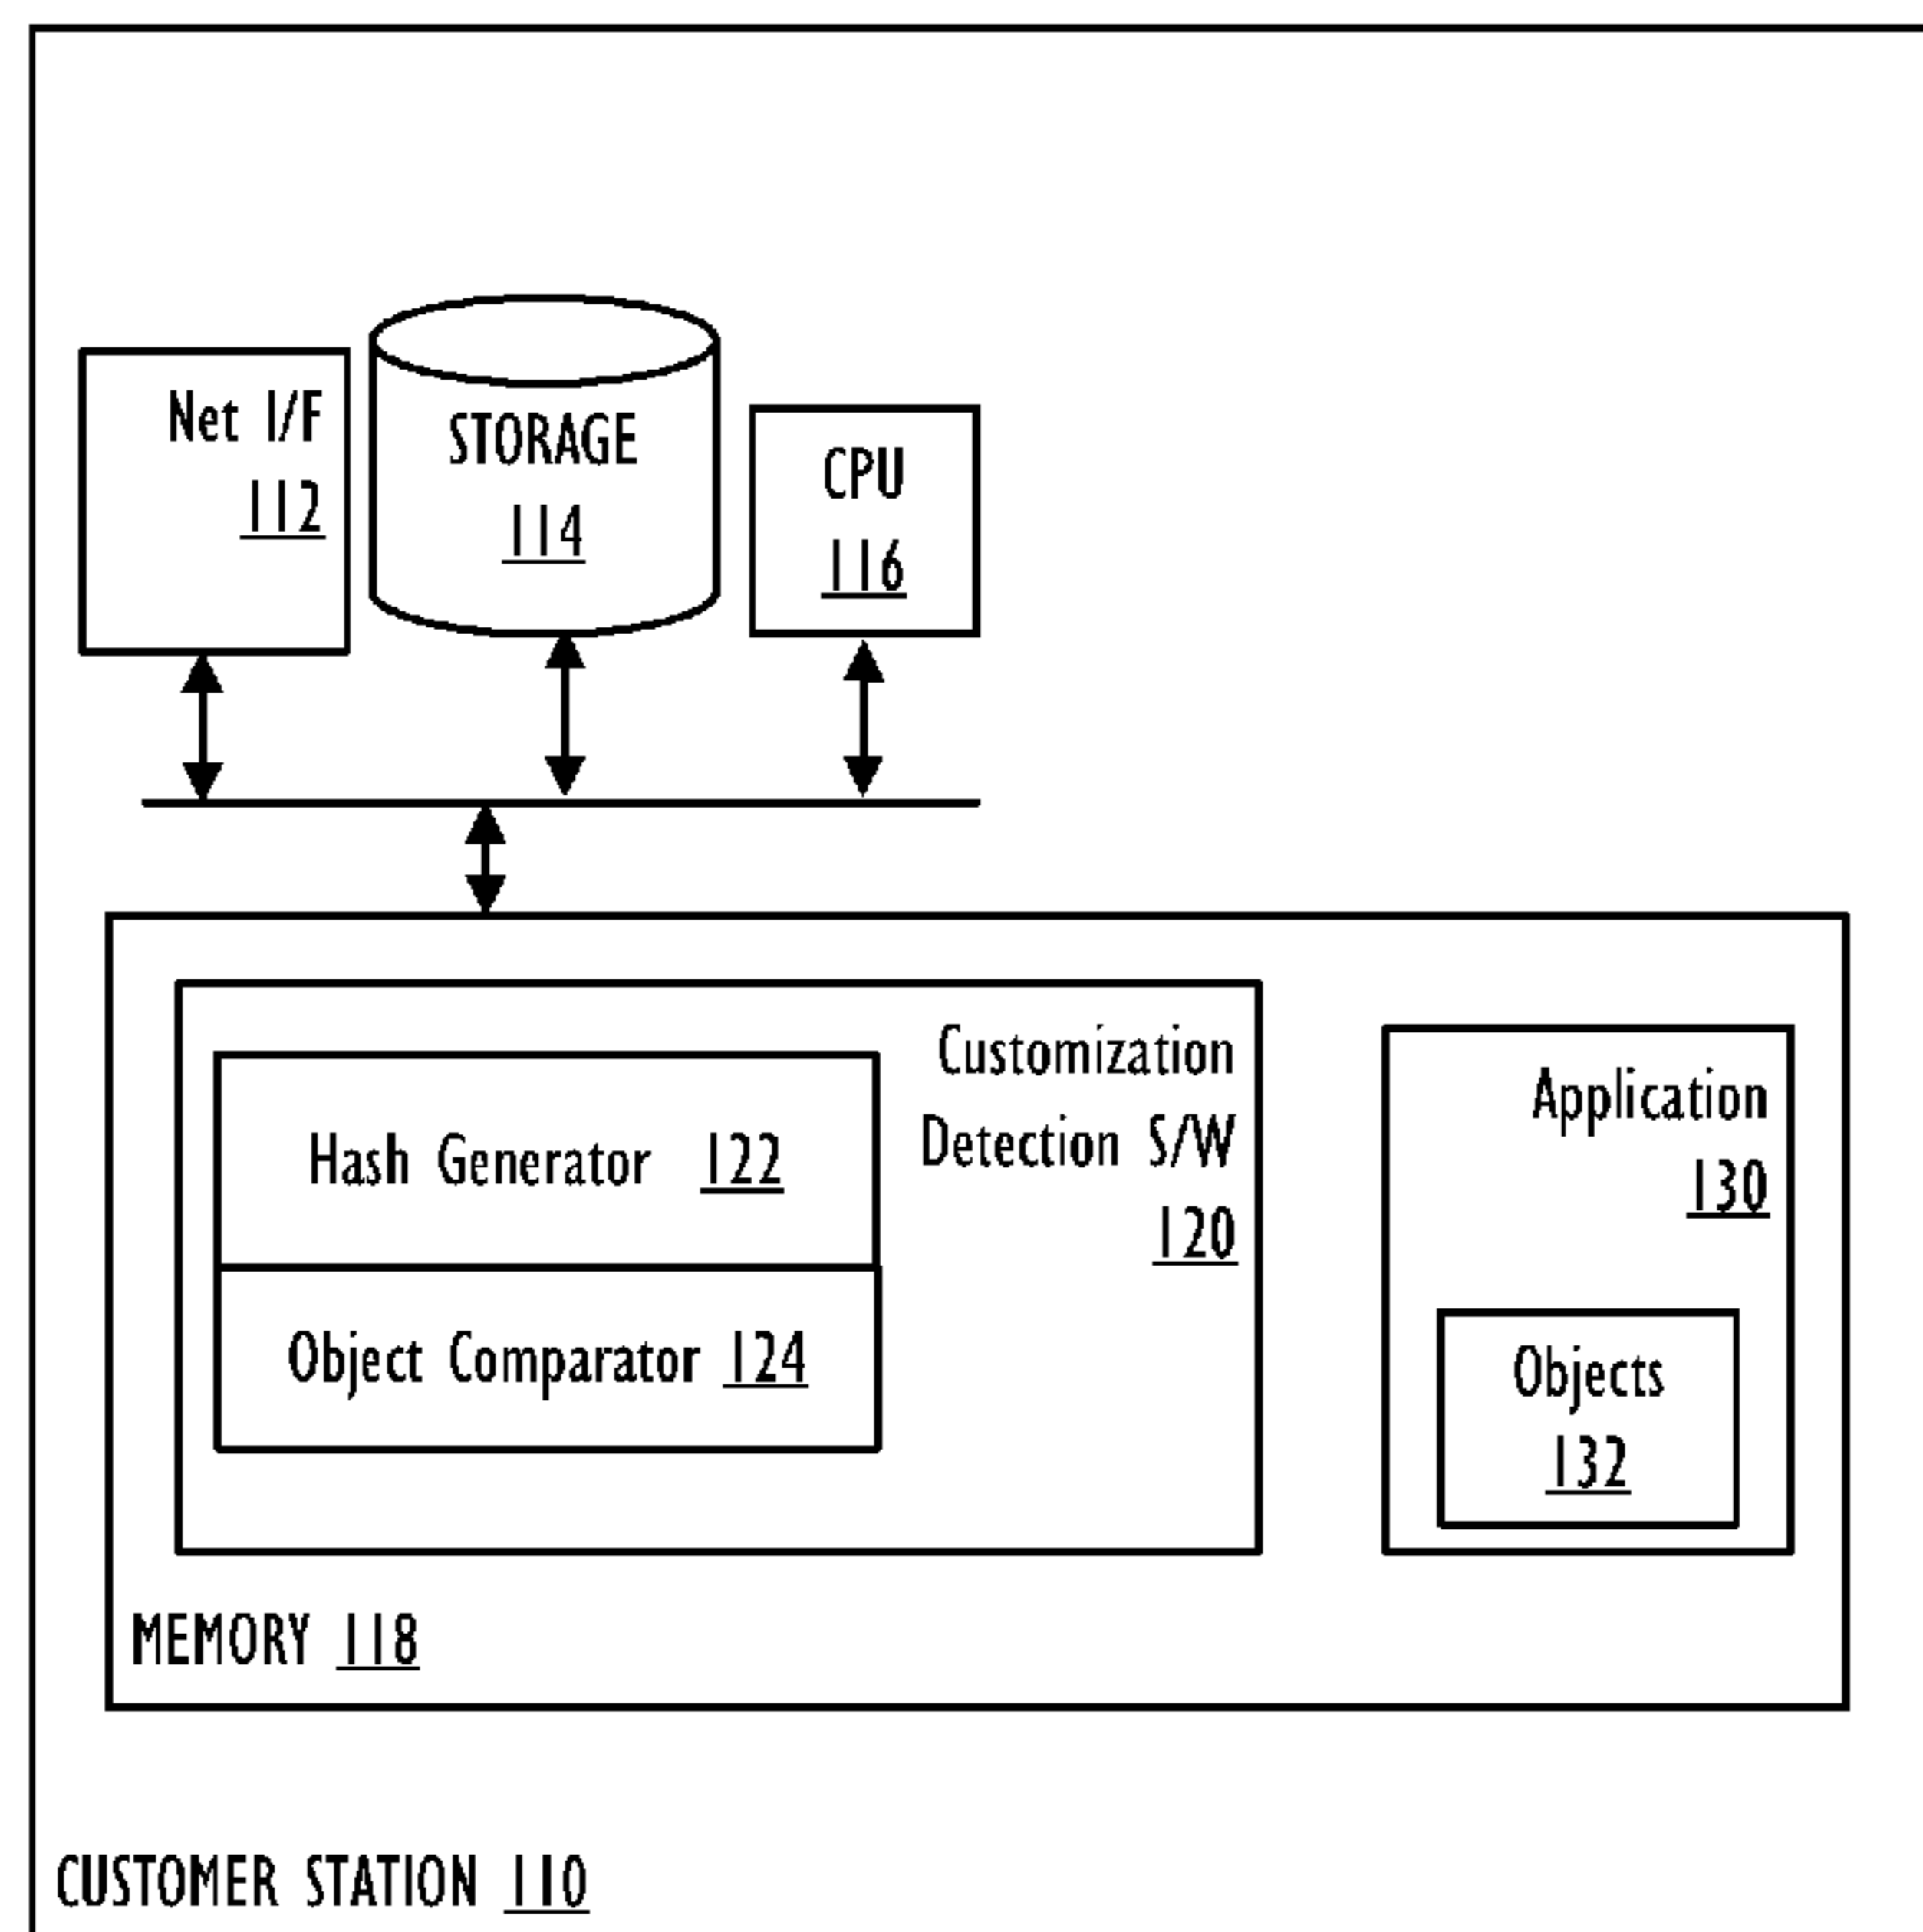 Net I/F
112
STORAGE
114
CPU
116
Customization
Detection S/W
120
Hash Generator 122
Object Comparator 124
Application
130
Objects
132
MEMORY 118
CUSTOMER STATION 110